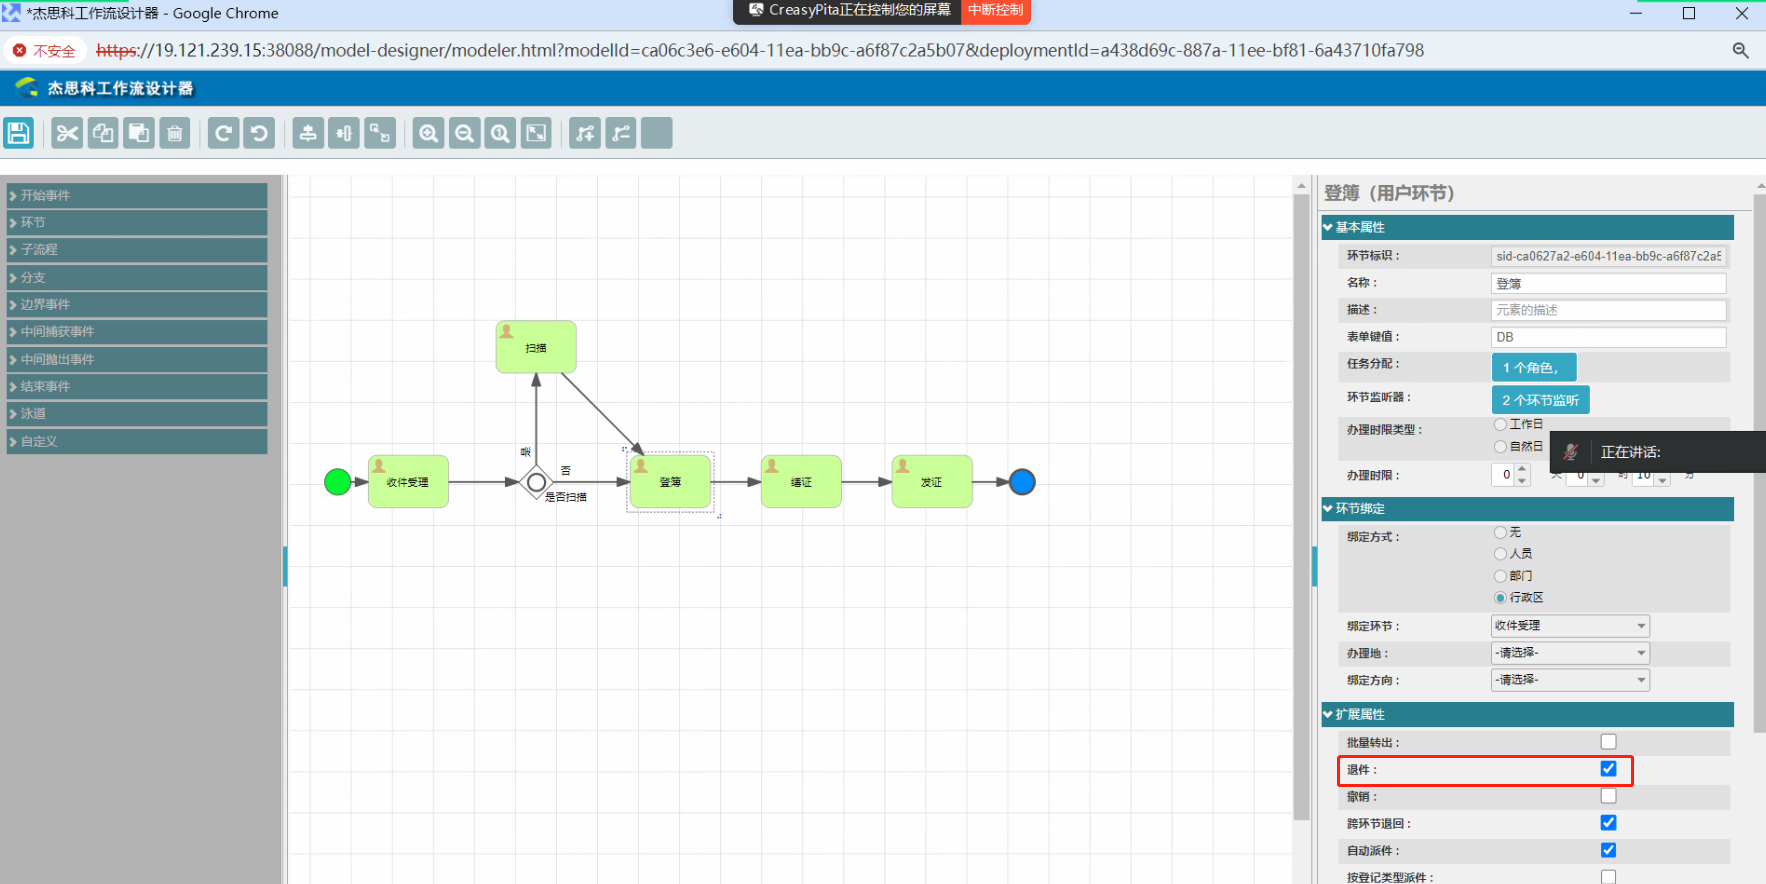 *杰思科工作流设计器 - Google Chrome
CreasyPita正在控制您的屏幕 中断控制
不安全 https://19.121.239.15:38088/model-designer/modeler.html?modelId=ca06c3e6-e604-11ea-bb9c-a6f87c2a5b07&deploymentId=a438d69c-887a-11ee-bf81-6a43710fa798
杰思科工作流设计器
开始事件
环节
子流程
分支
边界事件
中间捕获事件
中间抛出事件
结束事件
泳道
自定义
扫描
是
否
收件受理
是否扫描
登簿
缮证
发证
登簿（用户环节）
基本属性
环节标识： sid-ca0627a2-e604-11ea-bb9c-a6f87c2a5
名称： 登簿
描述： 元素的描述
表单键值： DB
任务分配： 1 个角色,
环节监听器： 2 个环节监听
办理时限类型： 工作日
自然日
正在讲话:
办理时限： 0 天 0 时 10 分
环节绑定
绑定方式： 无
人员
部门
行政区
绑定环节： 收件受理
办理地： -请选择-
绑定方向： -请选择-
扩展属性
批量转出：
退件：
撤销：
跨环节退回：
自动派件：
按登记类型派件：